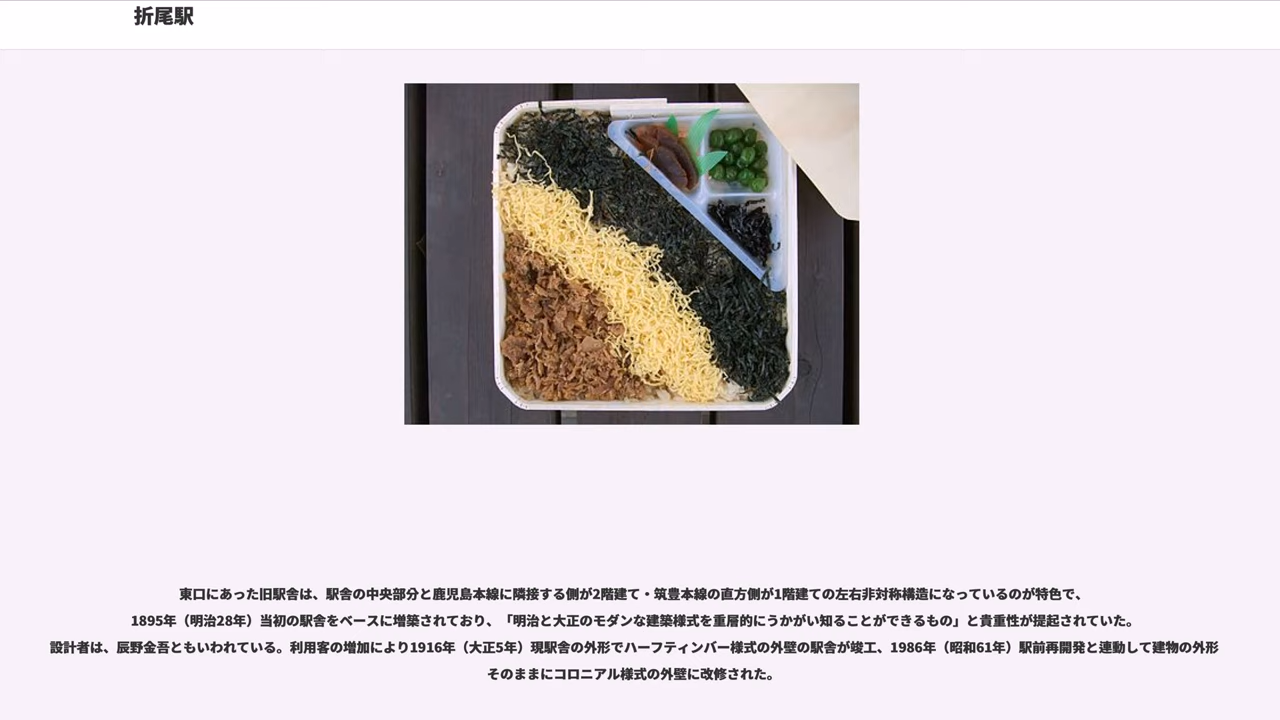 折尾駅
東口にあった旧駅舎は、駅舎の中央部分と鹿児島本線に隣接する側が2階建て・筑豊本線の直方側が1階建ての左右非対称構造になっているのが特色で、
1895年（明治28年）当初の駅舎をベースに増築されており、「明治と大正のモダンな建築様式を重層的にうかがい知ることができるもの」と貴重性が提起されていた。
設計者は、辰野金吾ともいわれている。利用客の増加により1916年（大正5年）現駅舎の外形でハーフティンバー様式の外壁の駅舎が竣工、1986年（昭和61年）駅前再開発と連動して建物の外形
そのままにコロニアル様式の外壁に改修された。